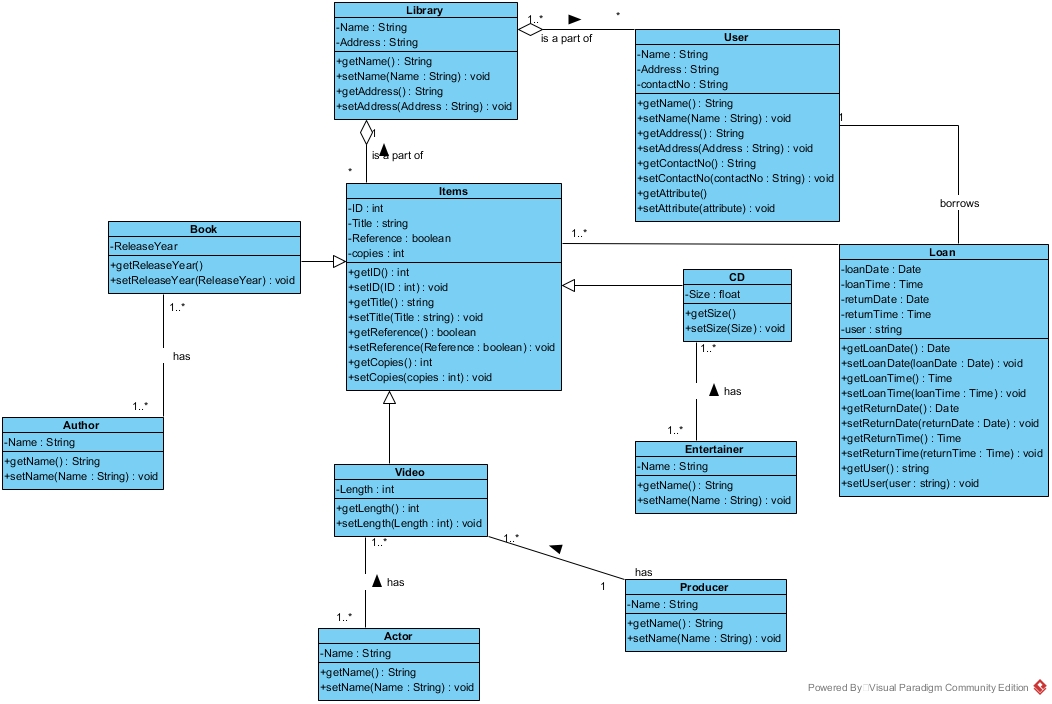 Library
-Name : String
-Address : String
+getName() : String
+setName(Name : String) : void
+getAddress() : String
+setAddress(Address : String) : void
1..*
*
is a part of
User
-Name : String
-Address : String
-contactNo : String
+getName() : String
+setName(Name : String) : void
+getAddress() : String
+setAddress(Address : String) : void
+getContactNo() : String
+setContactNo(contactNo : String) : void
+getAttribute()
+setAttribute(attribute) : void
1
borrows
1
is a part of
*
Items
-ID : int
-Title : string
-Reference : boolean
-copies : int
+getID() : int
+setID(ID : int) : void
+getTitle() : string
+setTitle(Title : string) : void
+getReference() : boolean
+setReference(Reference : boolean) : void
+getCopies() : int
+setCopies(copies : int) : void
1..*
Book
-ReleaseYear
+getReleaseYear()
+setReleaseYear(ReleaseYear) : void
1..*
has
1..*
Author
-Name : String
+getName() : String
+setName(Name : String) : void
CD
-Size : float
+getSize()
+setSize(Size) : void
1..*
has
1..*
Entertainer
-Name : String
+getName() : String
+setName(Name : String) : void
Loan
-loanDate : Date
-loanTime : Time
-returnDate : Date
-returnTime : Time
-user : string
+getLoanDate() : Date
+setLoanDate(loanDate : Date) : void
+getLoanTime() : Time
+setLoanTime(loanTime : Time) : void
+getReturnDate() : Date
+setReturnDate(returnDate : Date) : void
+getReturnTime() : Time
+setReturnTime(returnTime : Time) : void
+getUser() : string
+setUser(user : string) : void
Video
-Length : int
+getLength() : int
+setLength(Length : int) : void
1..*
has
1..*
Actor
-Name : String
+getName() : String
+setName(Name : String) : void
1..*
has
1
Producer
-Name : String
+getName() : String
+setName(Name : String) : void
Powered By Visual Paradigm Community Edition